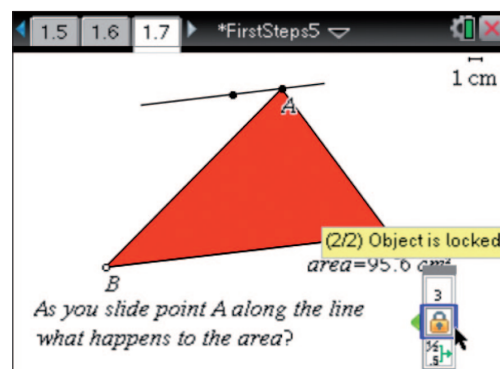 1.5 1.6 1.7 *FirstSteps5
1 cm
A
(2/2) Object is locked
area=95.6 cm²
B
3
As you slide point A along the line
what happens to the area?